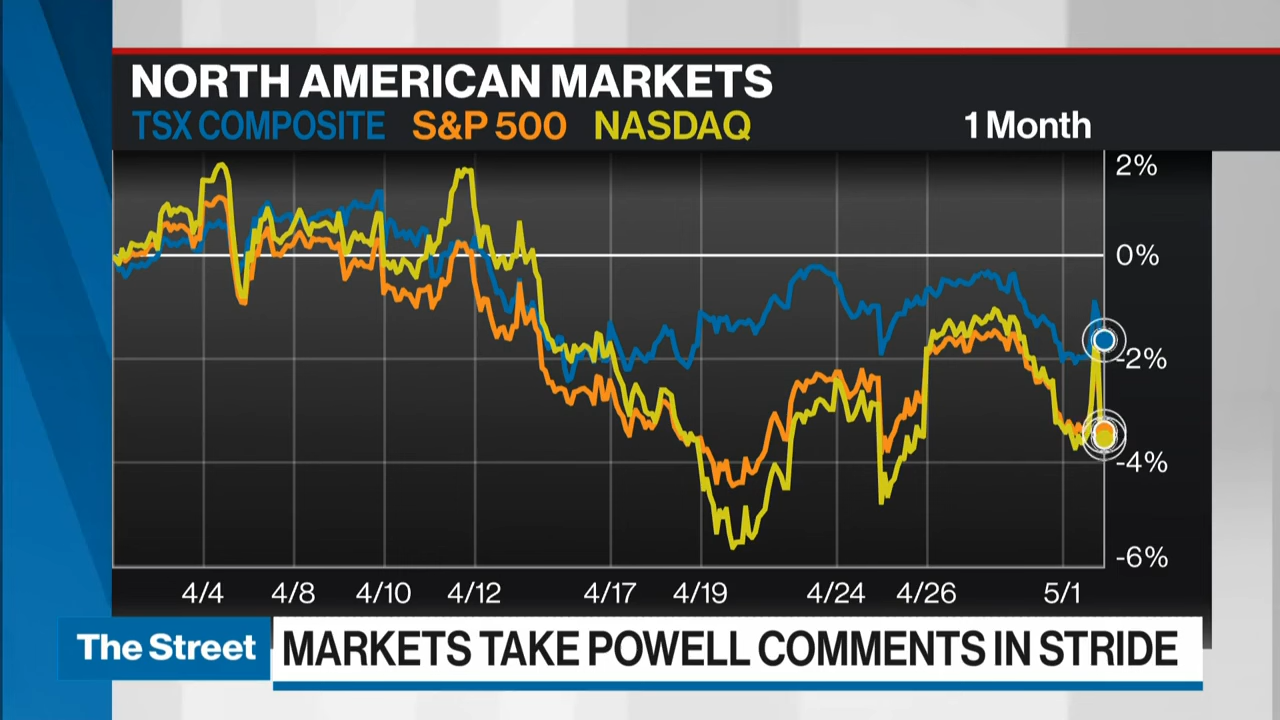 NORTH AMERICAN MARKETS
TSX COMPOSITE S&P 500 NASDAQ 1 Month
2%
0%
-2%
-4%
-6%
4/4 4/8 4/10 4/12 4/17 4/19 4/24 4/26 5/1
The Street MARKETS TAKE POWELL COMMENTS IN STRIDE